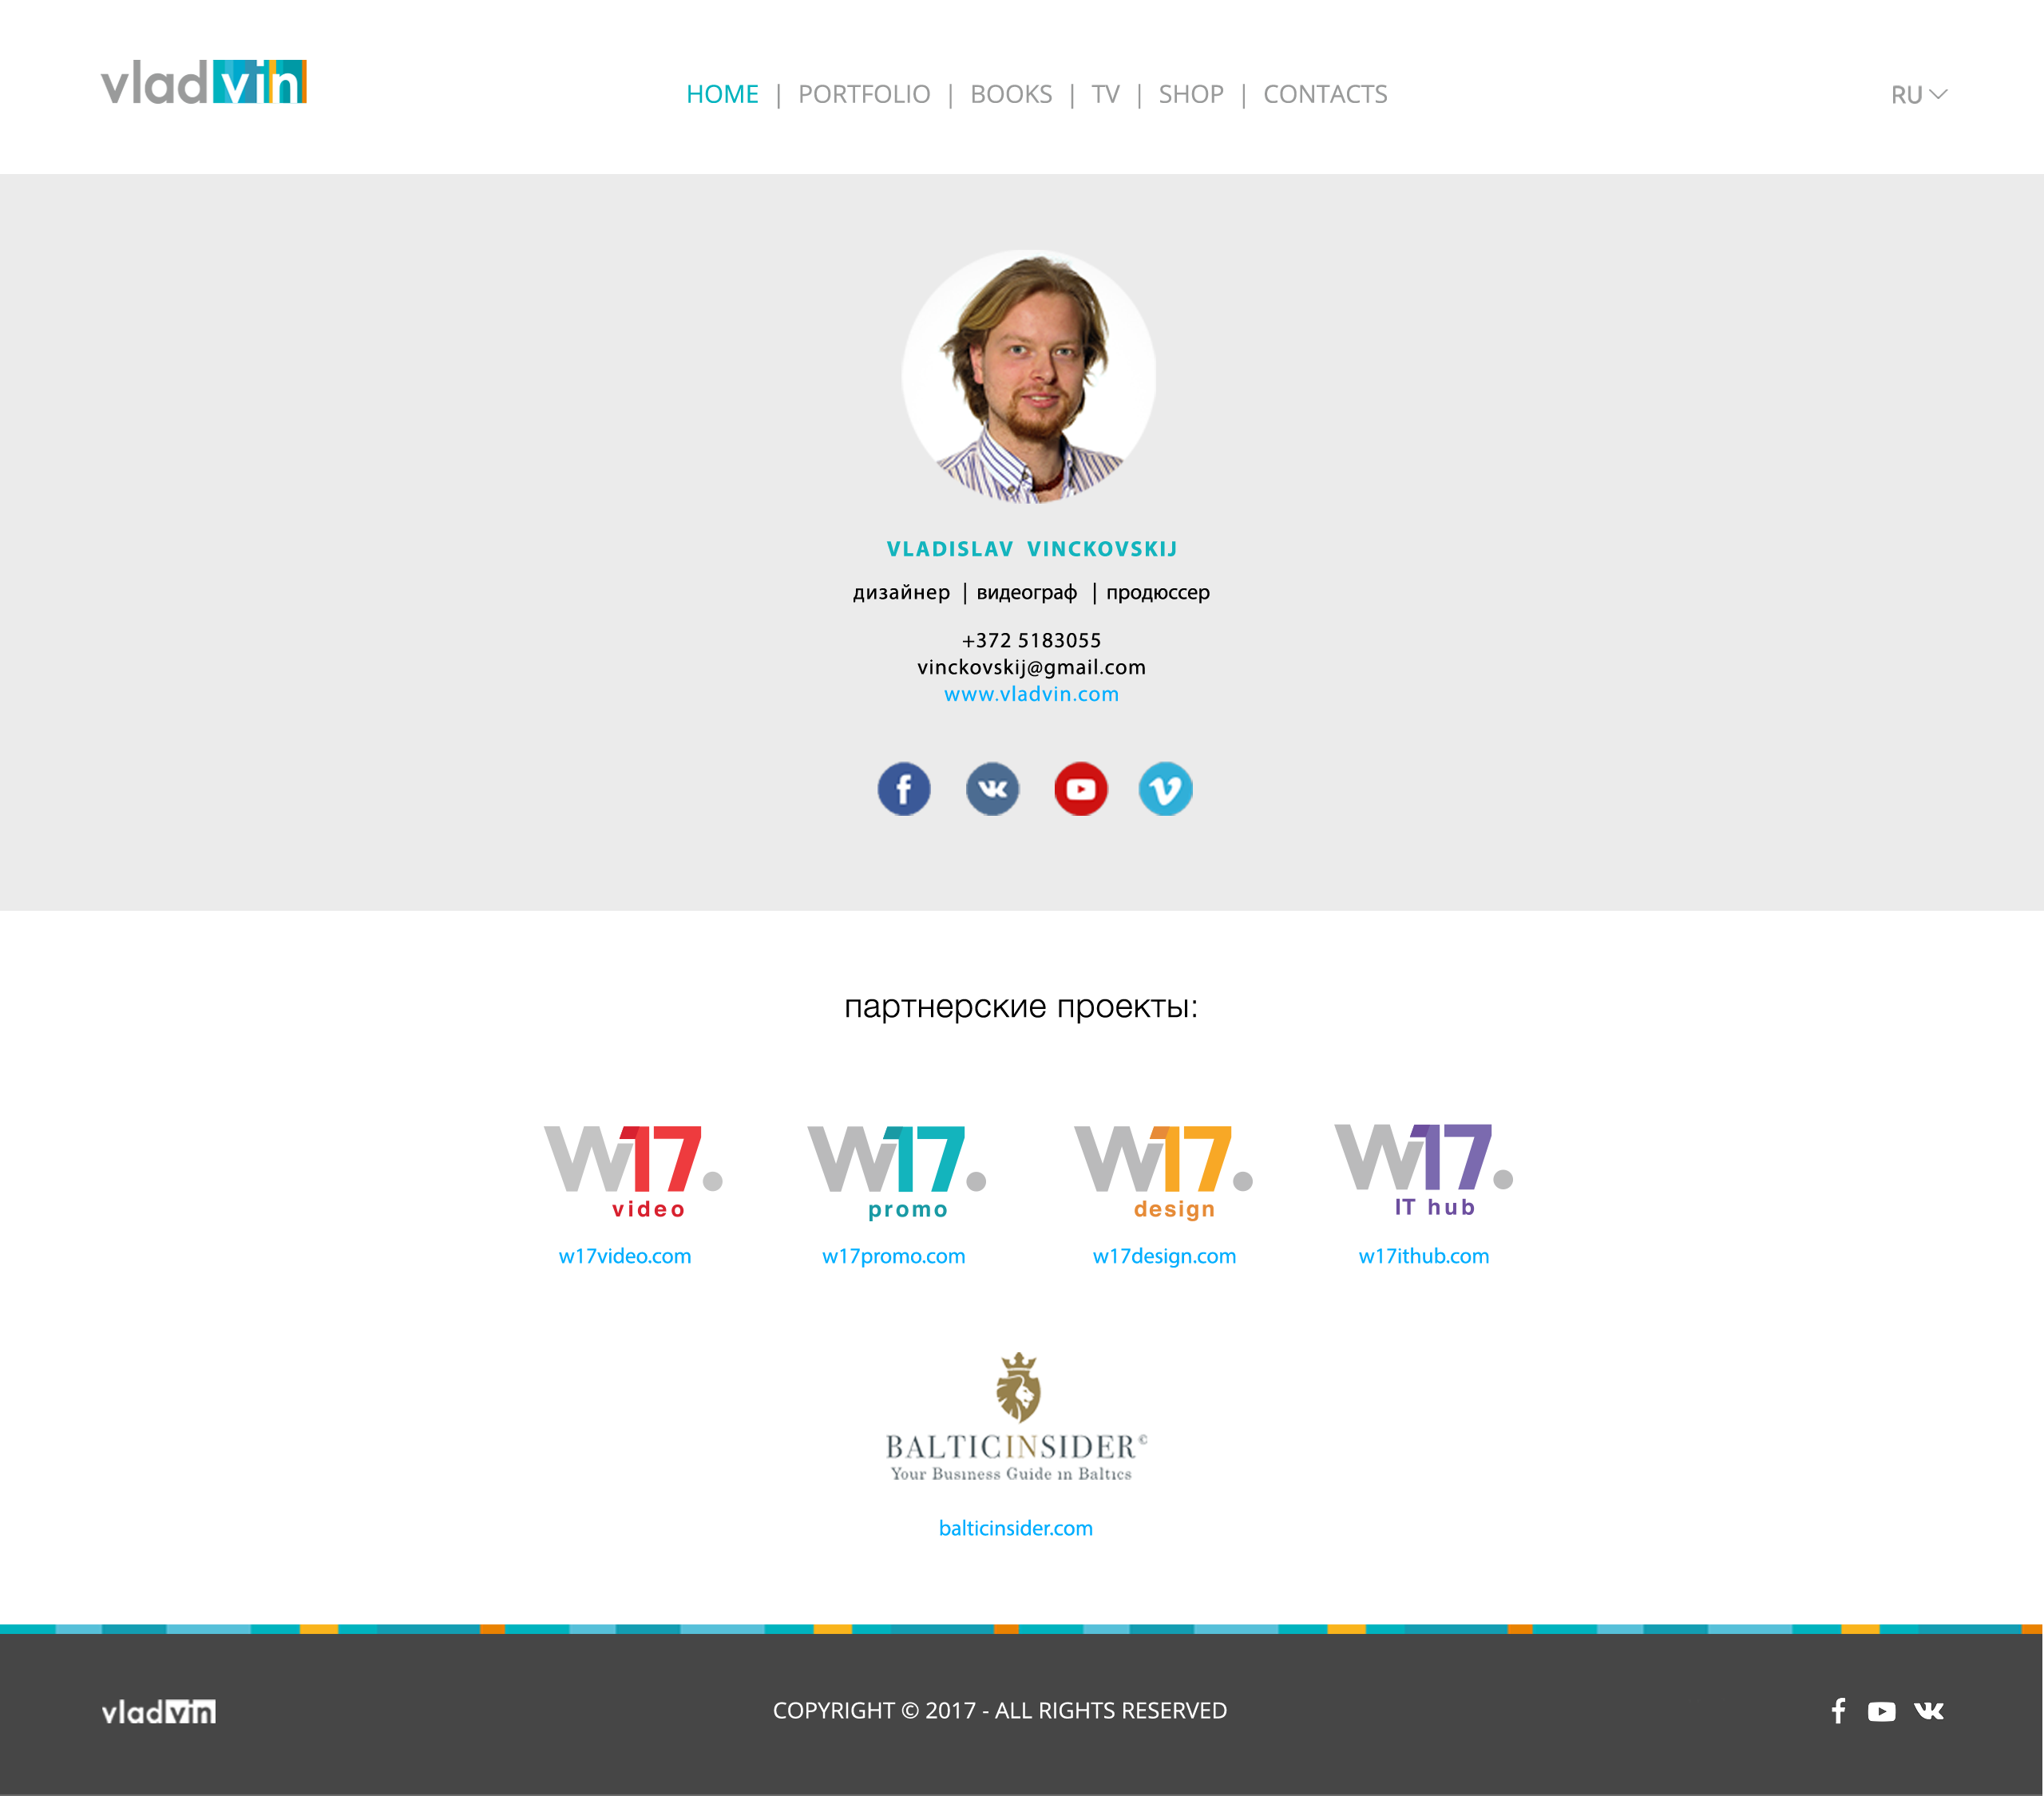 vladvin
HOME | PORTFOLIO | BOOKS | TV | SHOP | CONTACTS
RU
VLADISLAV VINCKOVSKIJ
дизайнер | видеограф | продюссер
+372 5183055
vinckovskij@gmail.com
www.vladvin.com
партнерские проекты:
W17.
video
w17video.com
W17.
promo
w17promo.com
W17.
design
w17design.com
W17.
IT hub
w17ithub.com
BALTICINSIDER©
Your Business Guide in Baltics
balticinsider.com
vladvin
COPYRIGHT © 2017 - ALL RIGHTS RESERVED